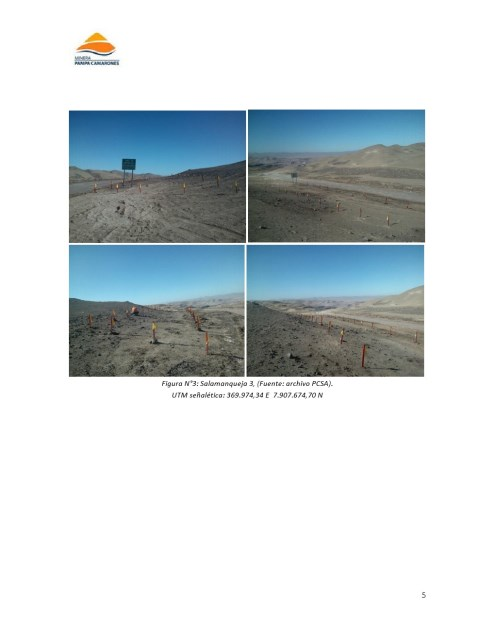 MINERA
PAMPA CAMARONES
Figura N°3: Salamanqueja 3, (Fuente: archivo PCSA).
UTM señalética: 369.974,34 E 7.907.674,70 N
5